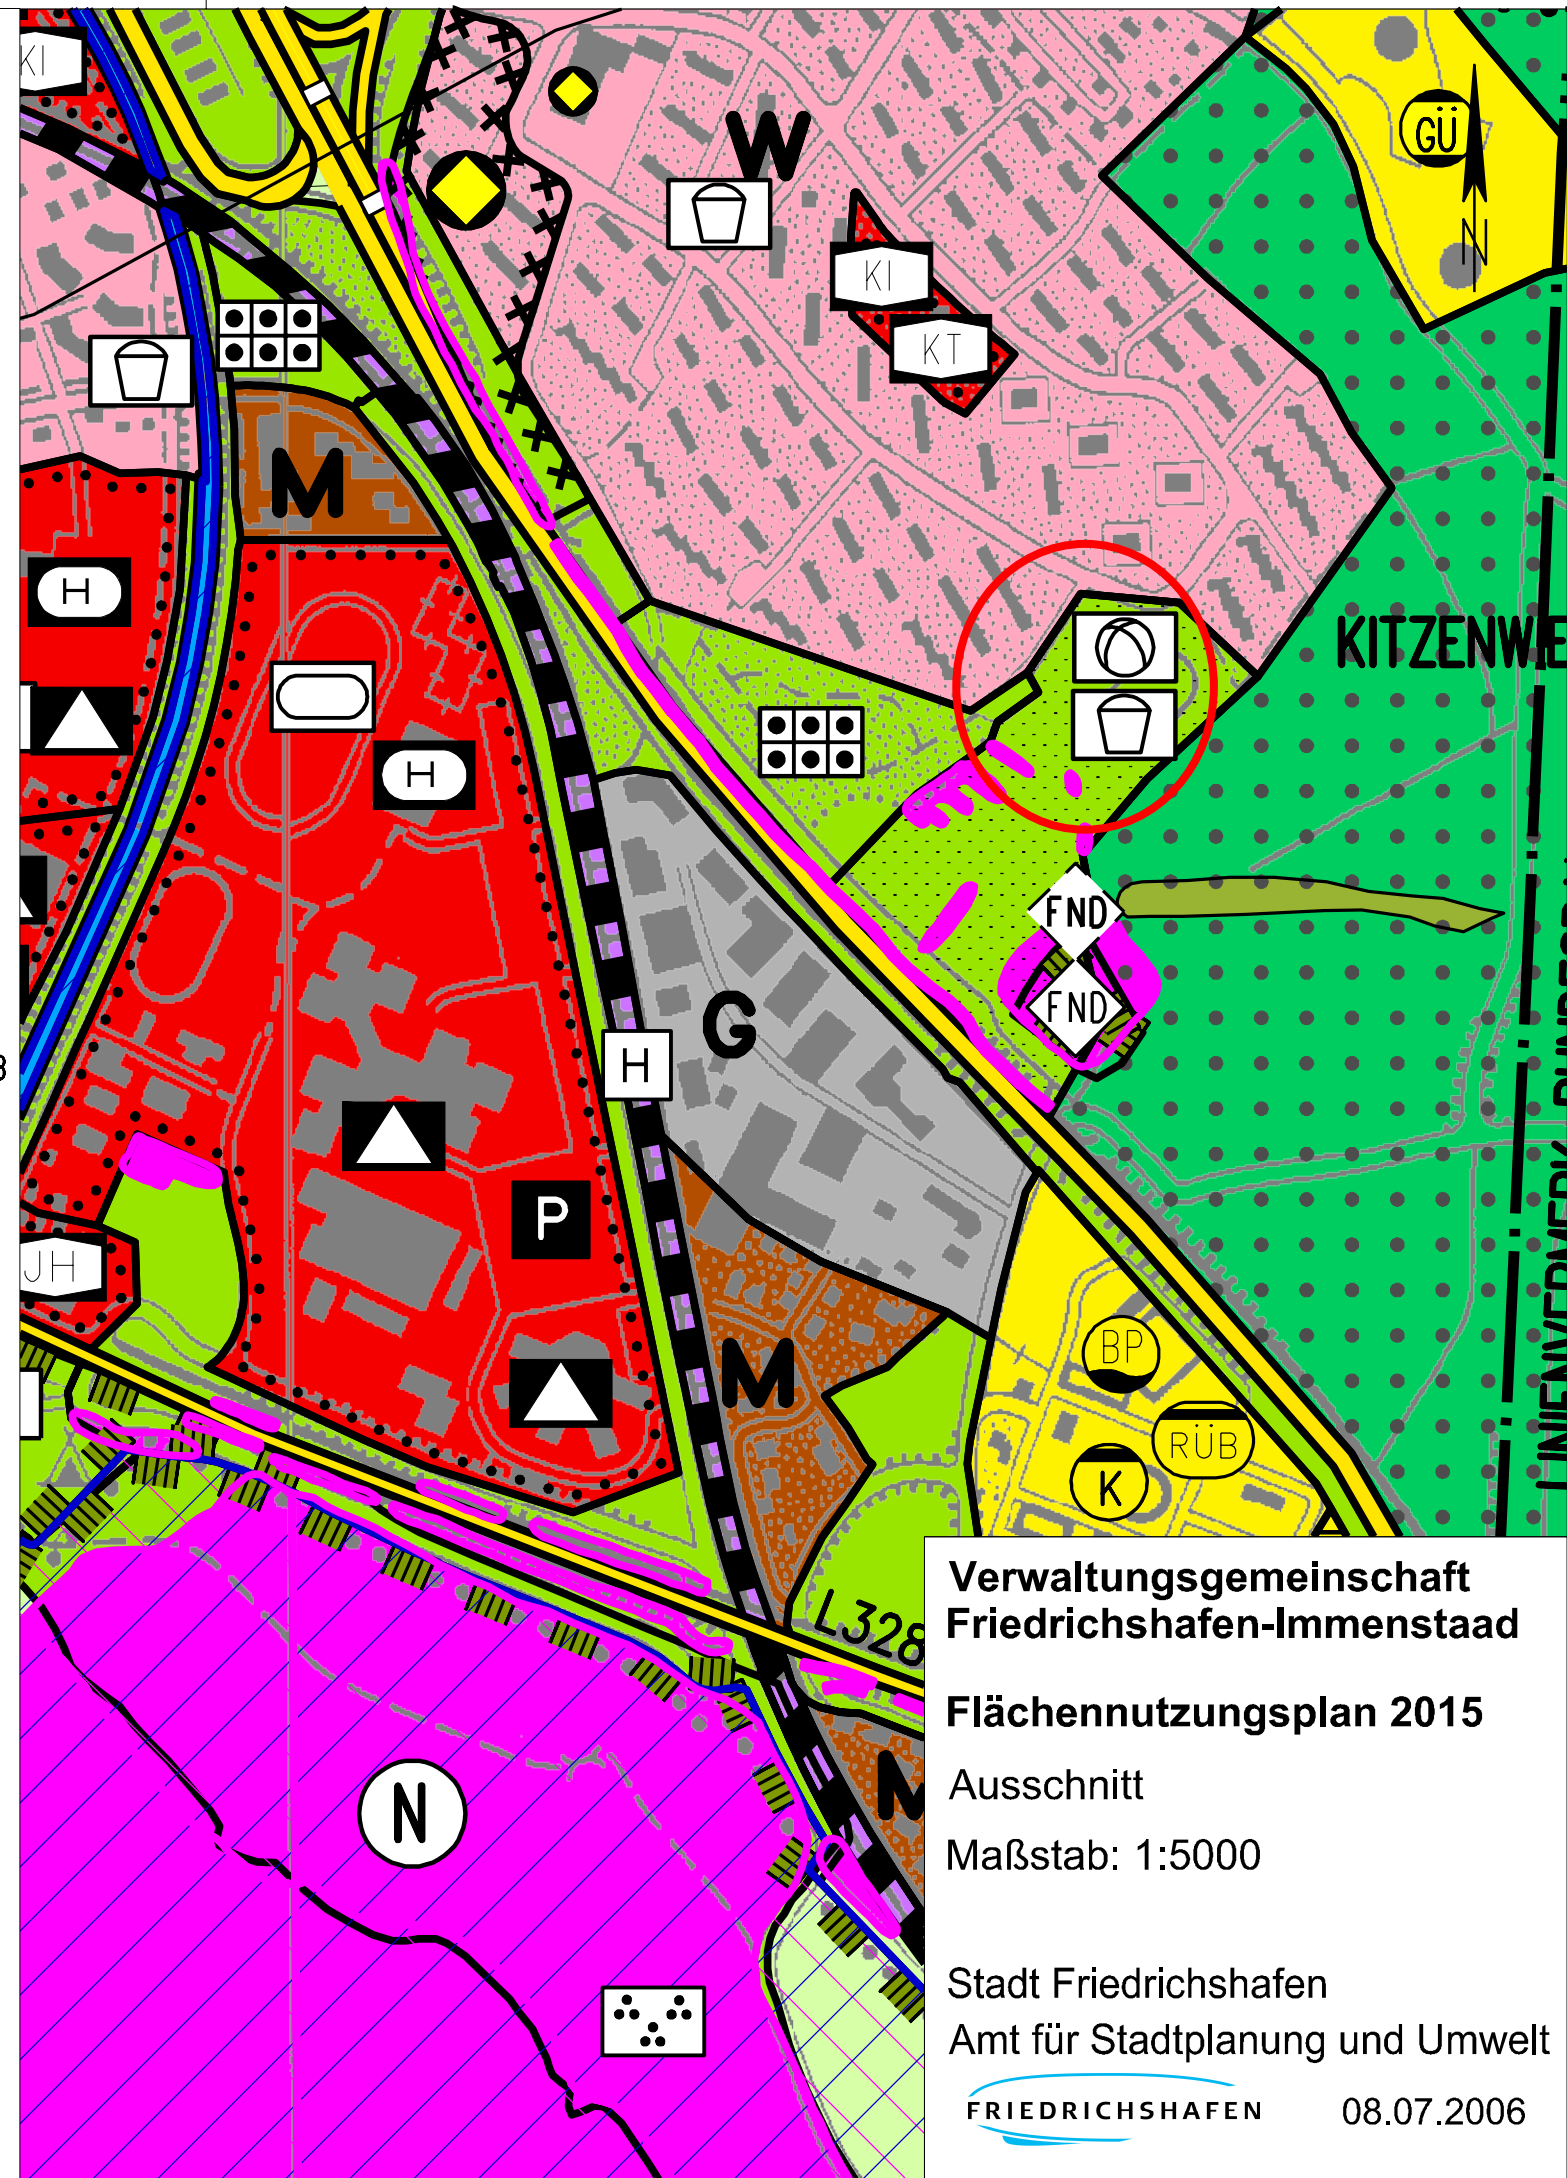 KI
W
GÜ
N
KI
KT
M
H
KITZENWIE
H
FND
FND
G
H
P
JH
BP
M
RÜB
K
L328
M
N
Verwaltungsgemeinschaft
Friedrichshafen-Immenstaad
Flächennutzungsplan 2015
Ausschnitt
Maßstab: 1:5000
Stadt Friedrichshafen
Amt für Stadtplanung und Umwelt
FRIEDRICHSHAFEN
08.07.2006